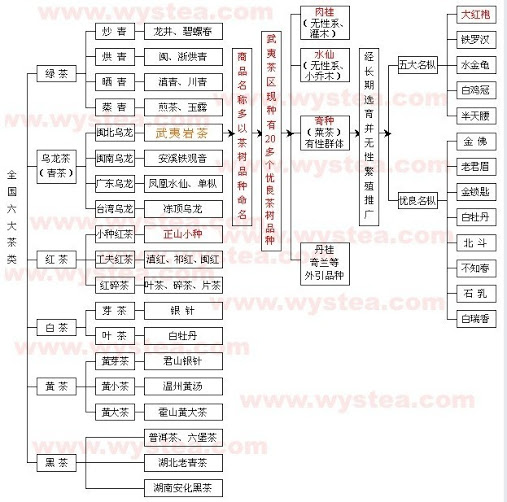 www.wystea.com
全国六大茶类
绿茶
炒青
龙井、碧螺春
烘青
闽、浙烘青
晒青
滇青、川青
蒸青
煎茶、玉露
乌龙茶
（青茶）
闽北乌龙
武夷岩茶
闽南乌龙
安溪铁观音
广东乌龙
凤凰水仙、单枞
台湾乌龙
冻顶乌龙
红茶
小种红茶
正山小种
工夫红茶
滇红、祁红、闽红
红碎茶
叶茶、碎茶、片茶
白茶
芽茶
银针
叶茶
白牡丹
黄茶
黄芽茶
君山银针
黄小茶
温州黄汤
黄大茶
霍山黄大茶
黑茶
普洱茶、六堡茶
湖北老青茶
湖南安化黑茶
商品名称多以茶树品种命名
武夷茶区现种有20多个优良茶树品种
肉桂
（无性系、
灌木）
水仙
（无性系、
小乔木）
奇种
（菜茶）
有性群体
丹桂
奇兰等
外引品种
经长期选育并无性繁殖推广
五大名枞
大红袍
铁罗汉
水金龟
白鸡冠
半天腰
优良名枞
金佛
老君眉
金锁匙
白牡丹
北斗
不知春
石乳
白瑞香
www.wystea.com
www.wystea.com
www.wystea.com
www.wystea.com
www.wystea.com
www.wystea.com
www.wystea.com